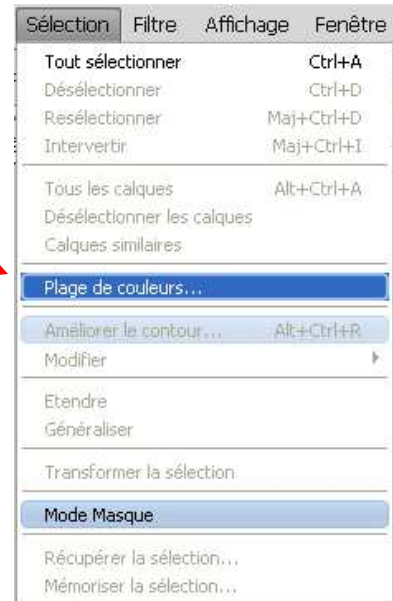 Sélection Filtre Affichage Fenêtre
Tout sélectionner Ctrl+A
Désélectionner Ctrl+D
Resélectionner Maj+Ctrl+D
Intervertir Maj+Ctrl+I
Tous les calques Alt+Ctrl+A
Désélectionner les calques
Calques similaires
Plage de couleurs...
Améliorer le contour... Alt+Ctrl+R
Modifier
Etendre
Généraliser
Transformer la sélection
Mode Masque
Récupérer la sélection...
Mémoriser la sélection...